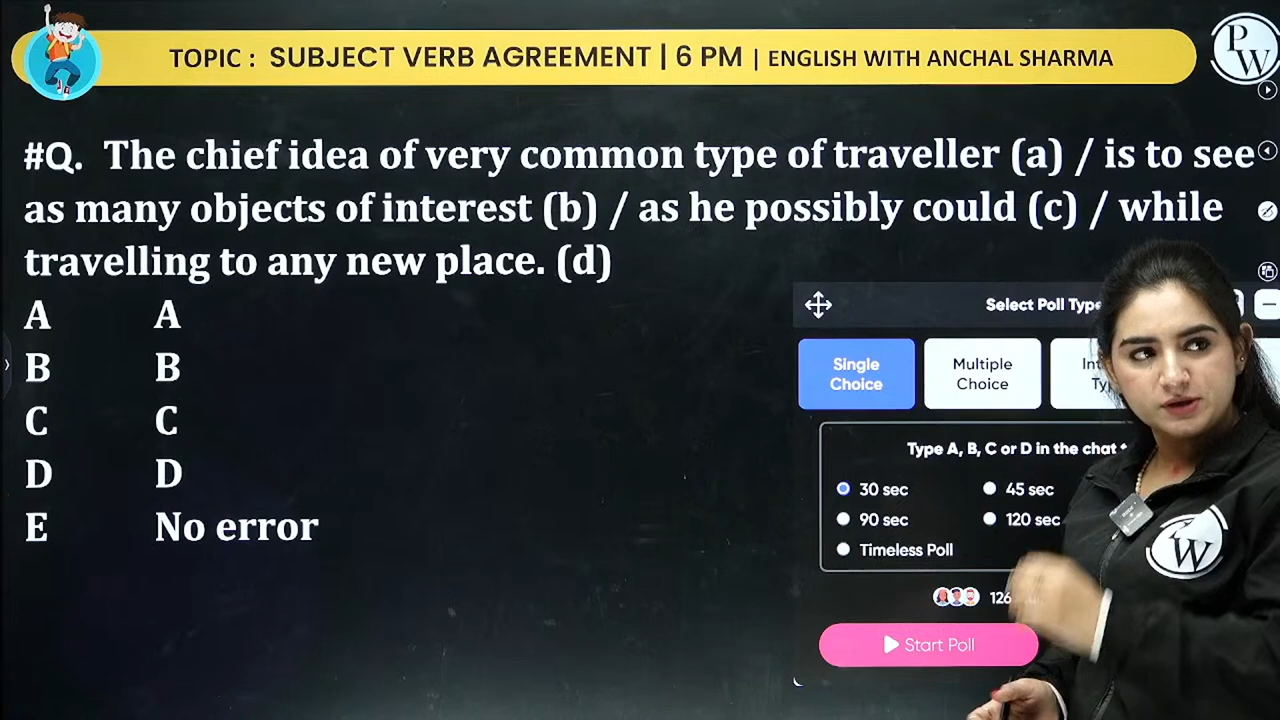 TOPIC : SUBJECT VERB AGREEMENT | 6 PM | ENGLISH WITH ANCHAL SHARMA
PW
#Q. The chief idea of very common type of traveller (a) / is to see
as many objects of interest (b) / as he possibly could (c) / while
travelling to any new place. (d)
A A
B B
C C
D D
E No error
Select Poll Type
Single Choice
Multiple Choice
Type A, B, C or D in the chat
30 sec 45 sec
90 sec 120 sec
Timeless Poll
126
Start Poll
PW